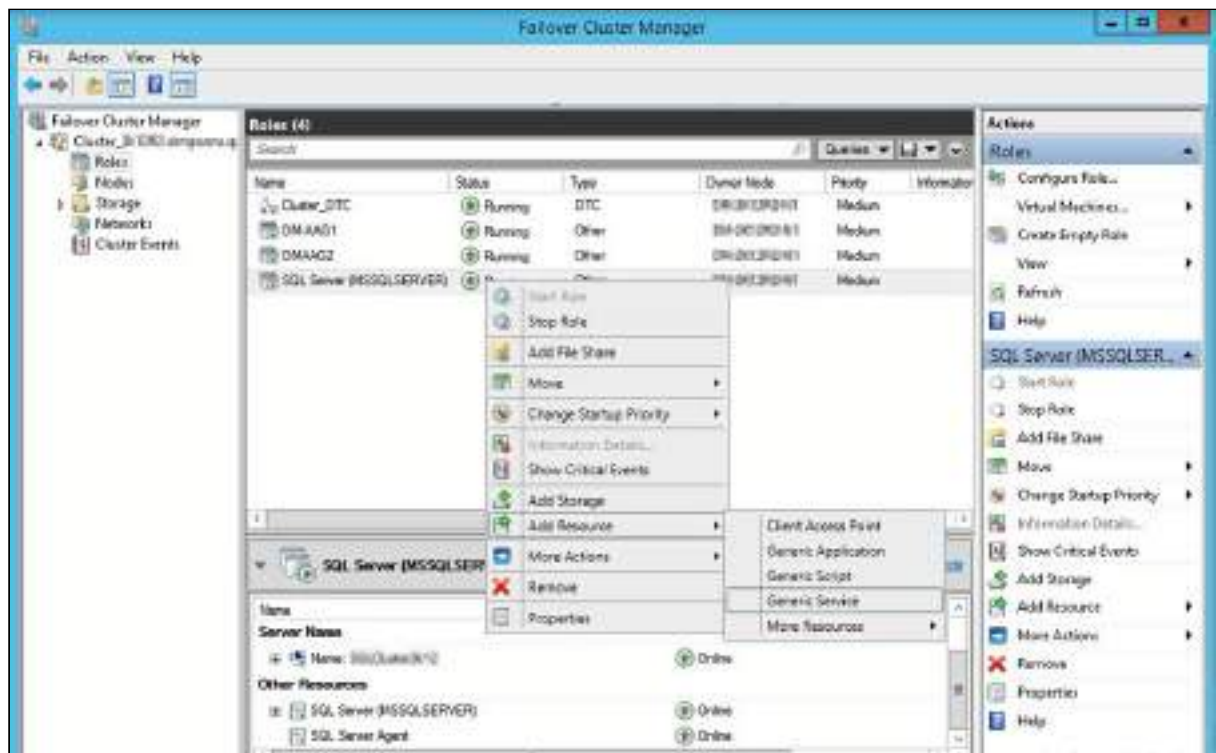 Failover Cluster Manager
File Action View Help
Failover Cluster Manager
Roles
Nodes
Storage
Networks
Cluster Events
Roles (4)
Search
Queries
Name Status Type Owner Node Priority Information
Cluster_DTC Running DTC Medium
DM-AAG1 Running Other Medium
DMAAG2 Running Other Medium
SQL Server (MSSQLSERVER) Medium
Start Role
Stop Role
Add File Share
Move
Change Startup Priority
Information Details...
Show Critical Events
Add Storage
Add Resource
More Actions
Remove
Properties
Client Access Point
Generic Application
Generic Script
Generic Service
More Resources
SQL Server (MSSQLSER
Name
Server Name
Name: Online
Other Resources
SQL Server (MSSQLSERVER) Online
SQL Server Agent Online
Actions
Roles
Configure Role...
Virtual Machines...
Create Empty Role
View
Refresh
Help
SQL Server (MSSQLSER...
Start Role
Stop Role
Add File Share
Move
Change Startup Priority
Information Details...
Show Critical Events
Add Storage
Add Resource
More Actions
Remove
Properties
Help